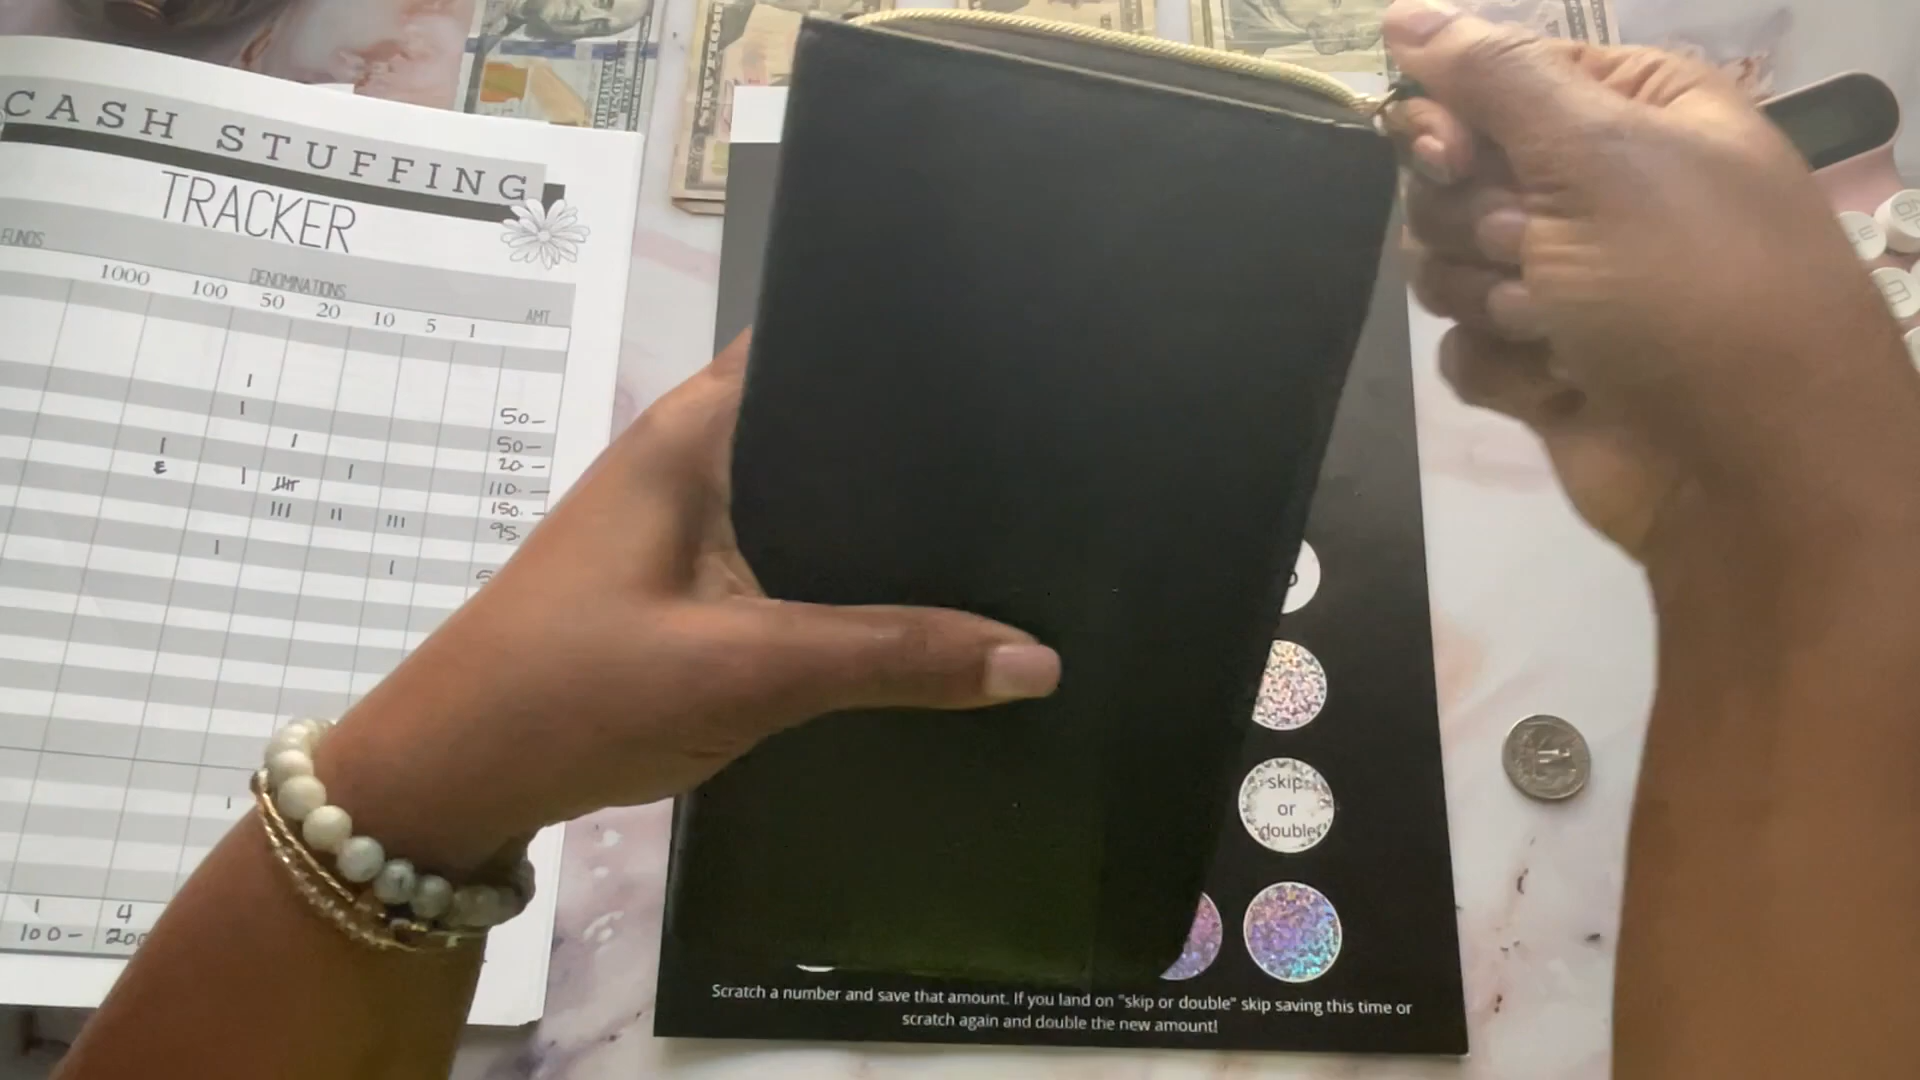 CASH STUFFING
TRACKER
FUNDS
DENOMINATIONS
1000 100 50 20 10 5 1 AMT
50-
50-
20-
110-
150-
95.
1 4
100-
skip
or
double
Scratch a number and save that amount. If you land on "skip or double" skip saving this time or
scratch again and double the new amount!